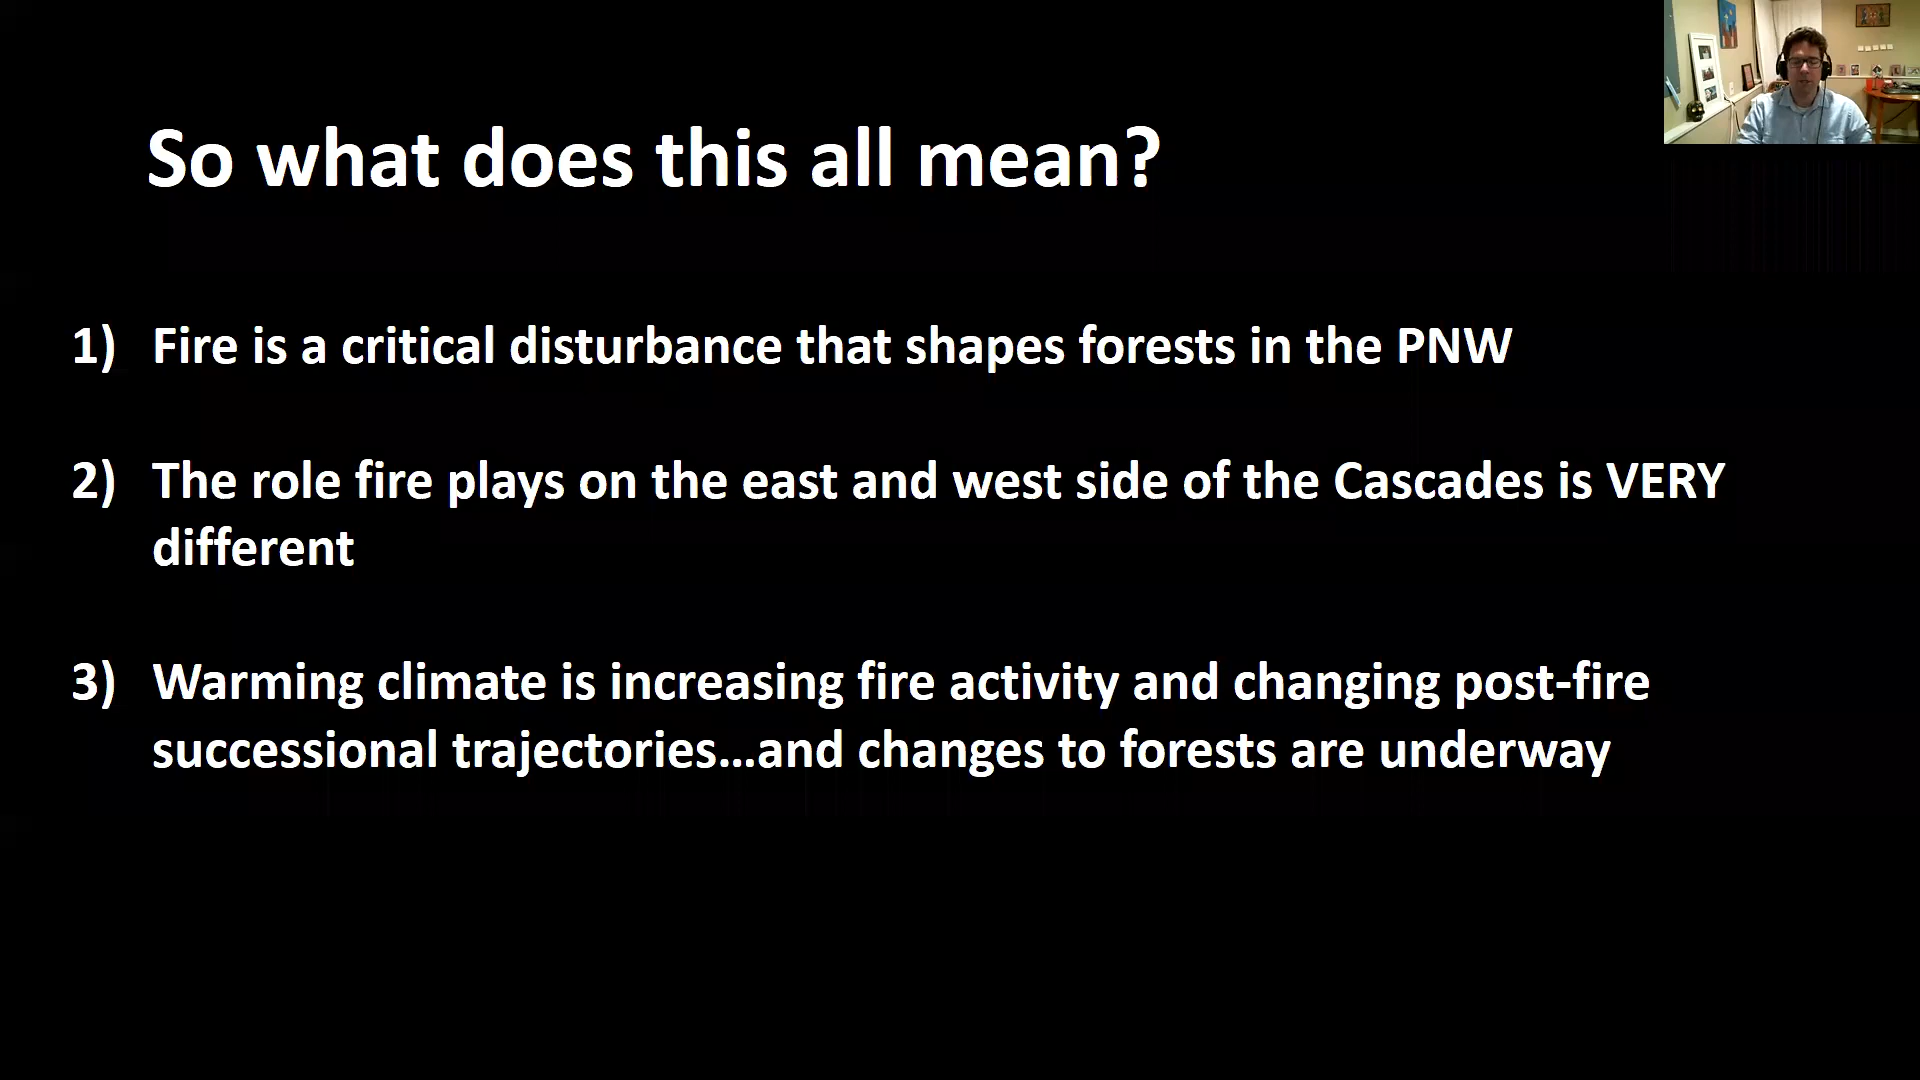 So what does this all mean?
1) Fire is a critical disturbance that shapes forests in the PNW
2) The role fire plays on the east and west side of the Cascades is VERY
different
3) Warming climate is increasing fire activity and changing post-fire
successional trajectories...and changes to forests are underway